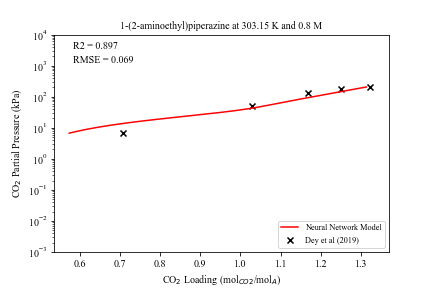 1-(2-aminoethyl)piperazine at 303.15 K and 0.8 M
R2 = 0.897
RMSE = 0.069
CO₂ Partial Pressure (kPa)
10⁴
10³
10²
10¹
10⁰
10⁻¹
10⁻²
10⁻³
Neural Network Model
Dey et al (2019)
0.6 0.7 0.8 0.9 1.0 1.1 1.2 1.3
CO₂ Loading (mol_CO2/mol_A)